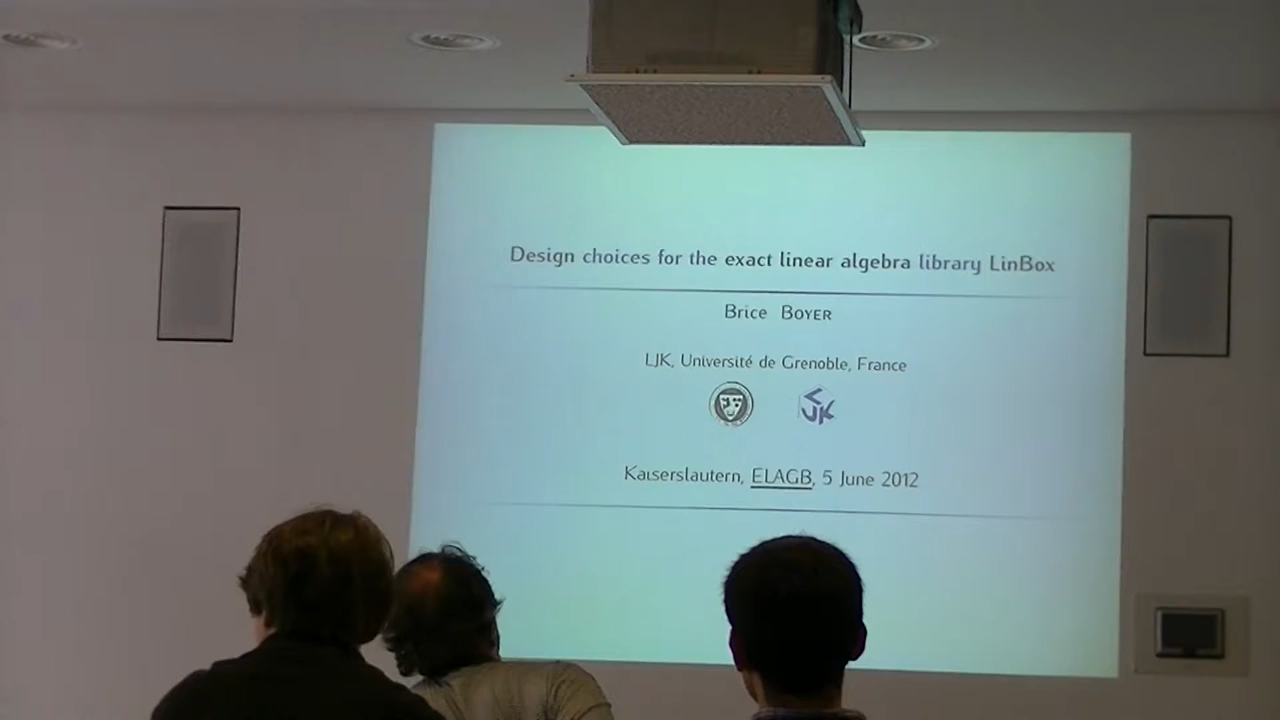 Design choices for the exact linear algebra library LinBox
Brice BOYER
LJK, Université de Grenoble, France
LJK
Kaiserslautern, ELAGB, 5 June 2012